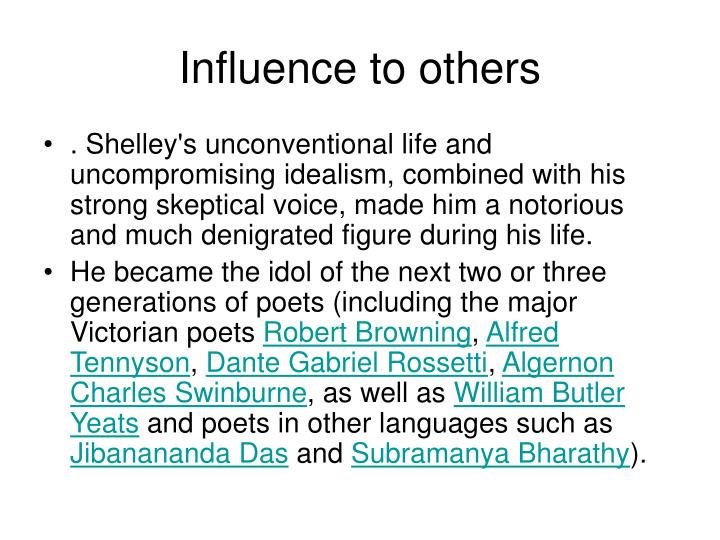 Influence to others
• . Shelley's unconventional life and
uncompromising idealism, combined with his
strong skeptical voice, made him a notorious
and much denigrated figure during his life.
• He became the idol of the next two or three
generations of poets (including the major
Victorian poets Robert Browning, Alfred
Tennyson, Dante Gabriel Rossetti, Algernon
Charles Swinburne, as well as William Butler
Yeats and poets in other languages such as
Jibanananda Das and Subramanya Bharathy).